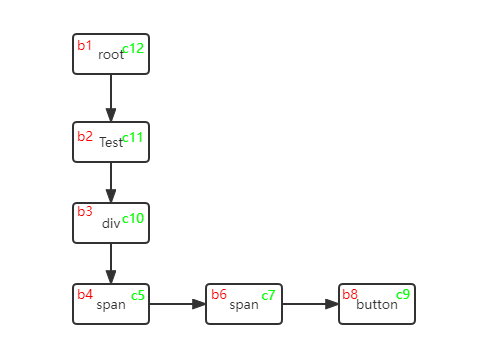 b1 root c12
b2 Test c11
b3 div c10
b4 span c5
b6 span c7
b8 button c9